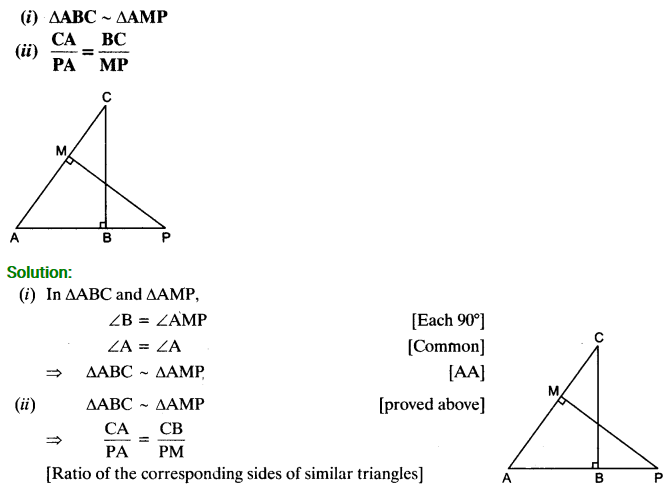 (i) ΔABC ~ ΔAMP
(ii) CA/PA = BC/MP
C
M
A B P
Solution:
(i) In ΔABC and ΔAMP,
∠B = ∠AMP [Each 90°]
∠A = ∠A [Common]
⇒ ΔABC ~ ΔAMP, [AA]
(ii) ΔABC ~ ΔAMP [proved above]
⇒ CA/PA = CB/PM
[Ratio of the corresponding sides of similar triangles]
C
M
A B P